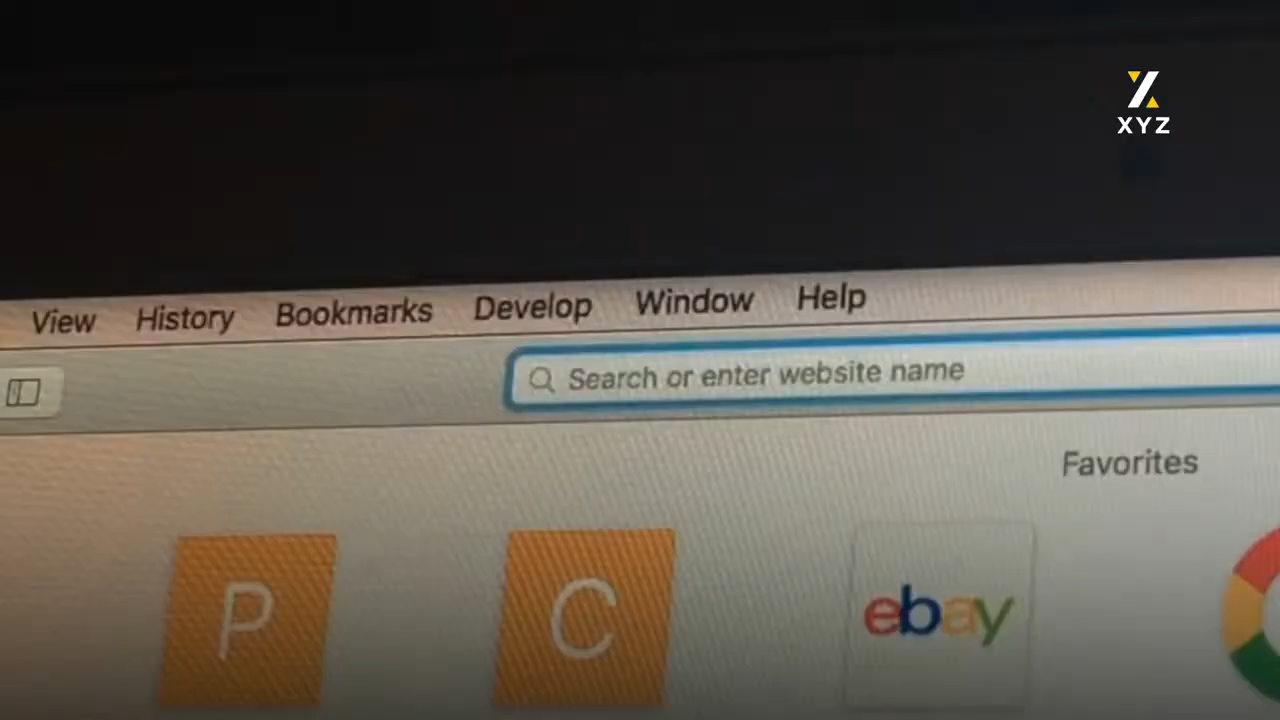 XYZ
View History Bookmarks Develop Window Help
Search or enter website name
Favorites
P C ebay